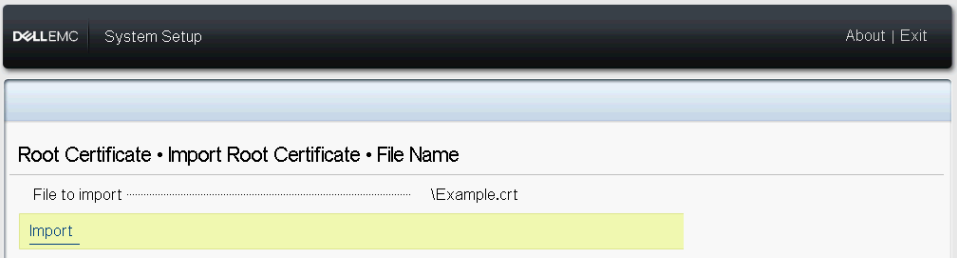 DELLEMC System Setup About | Exit
Root Certificate • Import Root Certificate • File Name
File to import ........................................ \Example.crt
Import